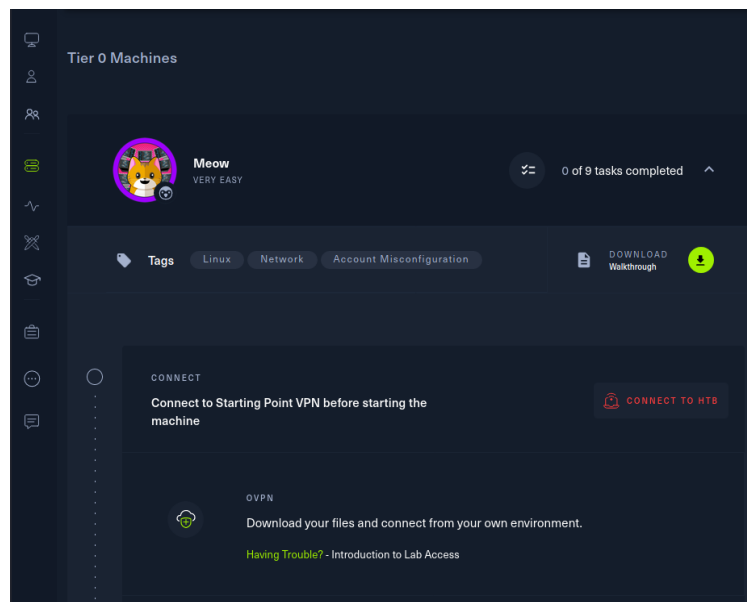 Tier 0 Machines
Meow
VERY EASY
0 of 9 tasks completed
Tags
Linux
Network
Account Misconfiguration
DOWNLOAD
Walkthrough
CONNECT
Connect to Starting Point VPN before starting the
machine
CONNECT TO HTB
OVPN
Download your files and connect from your own environment.
Having Trouble? - Introduction to Lab Access